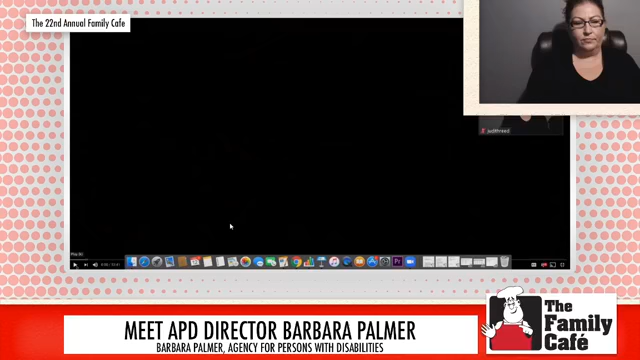 The 22nd Annual Family Cafe
judithreed
MEET APD DIRECTOR BARBARA PALMER
BARBARA PALMER, AGENCY FOR PERSONS WITH DISABILITIES
The
Family
Café